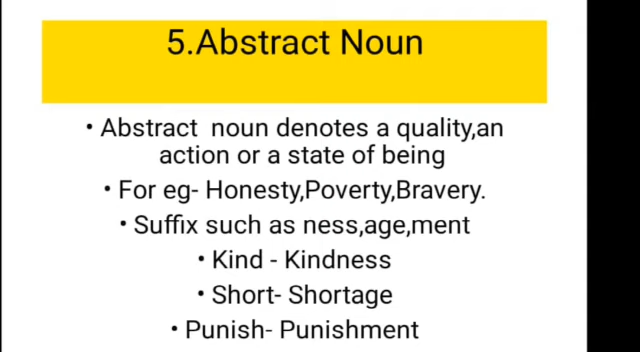 5.Abstract Noun
• Abstract noun denotes a quality,an
action or a state of being
• For eg- Honesty,Poverty,Bravery.
• Suffix such as ness,age,ment
• Kind - Kindness
• Short- Shortage
• Punish- Punishment